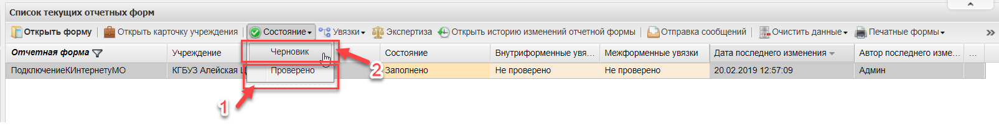 Список текущих отчетных форм
Открыть форму Открыть карточку учреждения Состояние Увязки Экспертиза Открыть историю изменений отчетной формы Отправка сообщений Очистить данные Печатные формы »
Отчетная форма Учреждение Черновик Состояние Внутриформенные увя... Межформенные увязки Дата последнего изменения Автор последнего изме... ...
ПодключениеКИнтернетуМО КГБУЗ Алейская Ц Проверено 2 Заполнено Не проверено Не проверено 20.02.2019 12:57:09 Админ
1